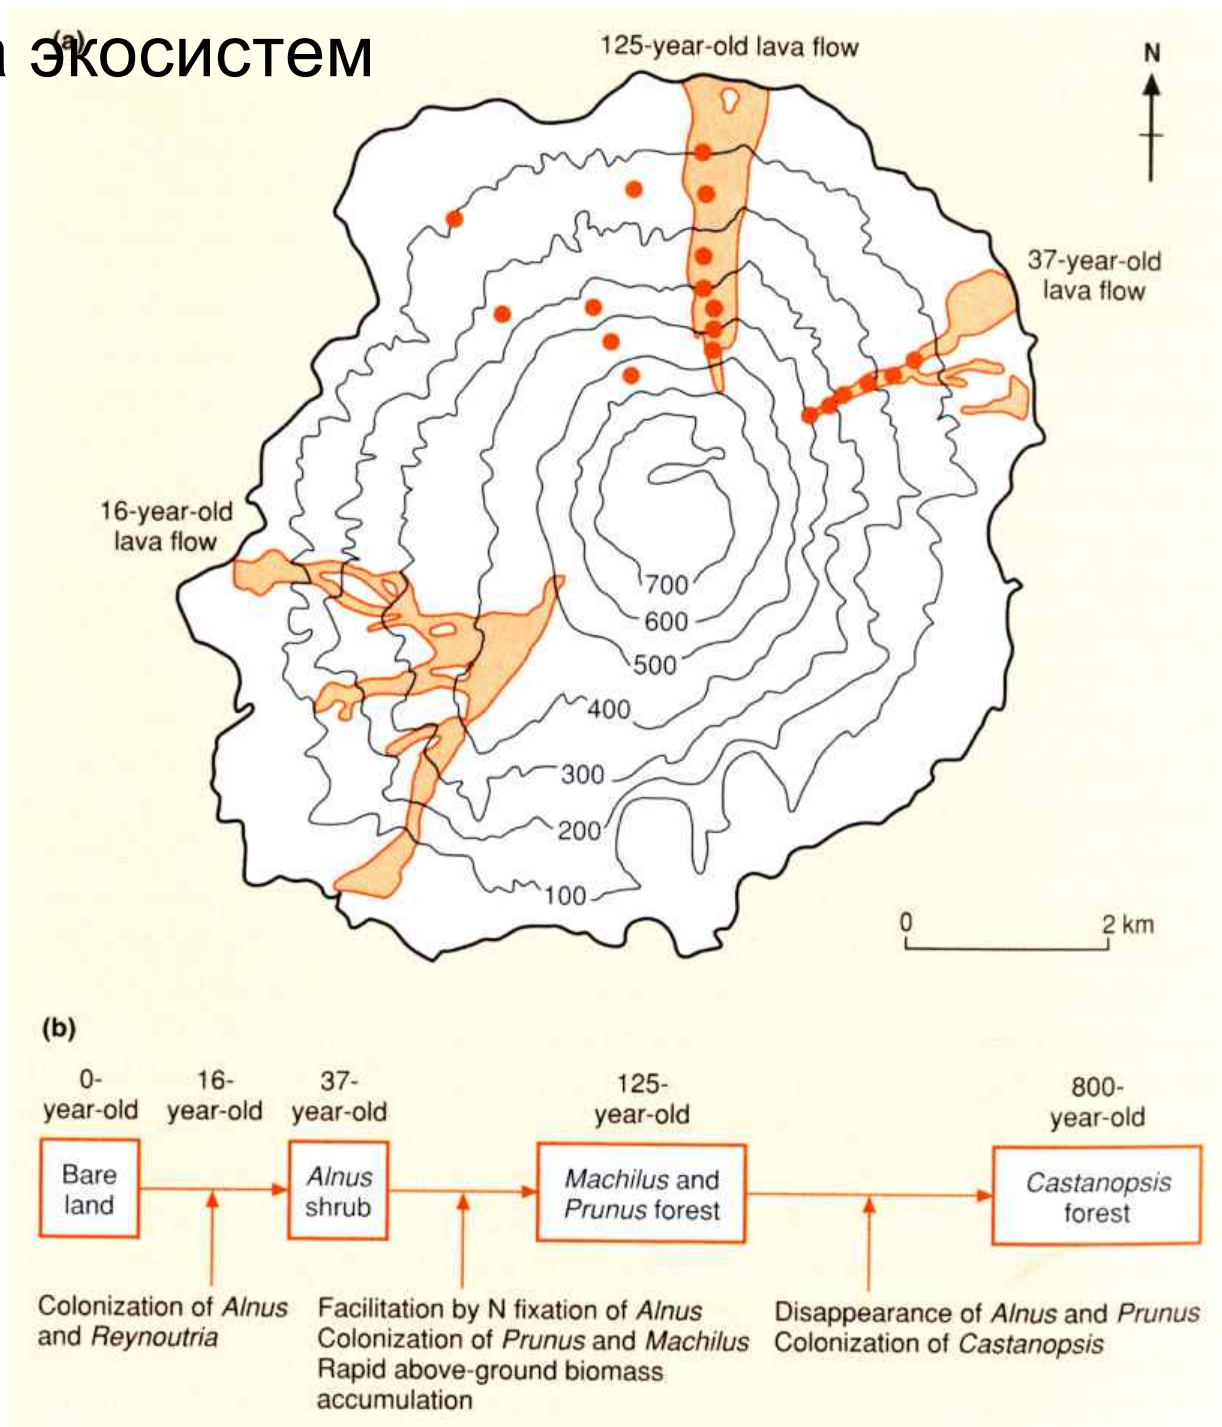 (a)
экосистем
125-year-old lava flow
N
37-year-old
lava flow
16-year-old
lava flow
700
600
500
400
300
200
100
0
2 km
(b)
0-
year-old
16-
year-old
37-
year-old
125-
year-old
800-
year-old
Bare
land
Alnus
shrub
Machilus and
Prunus forest
Castanopsis
forest
Colonization of Alnus
and Reynoutria
Facilitation by N fixation of Alnus
Colonization of Prunus and Machilus
Rapid above-ground biomass
accumulation
Disappearance of Alnus and Prunus
Colonization of Castanopsis